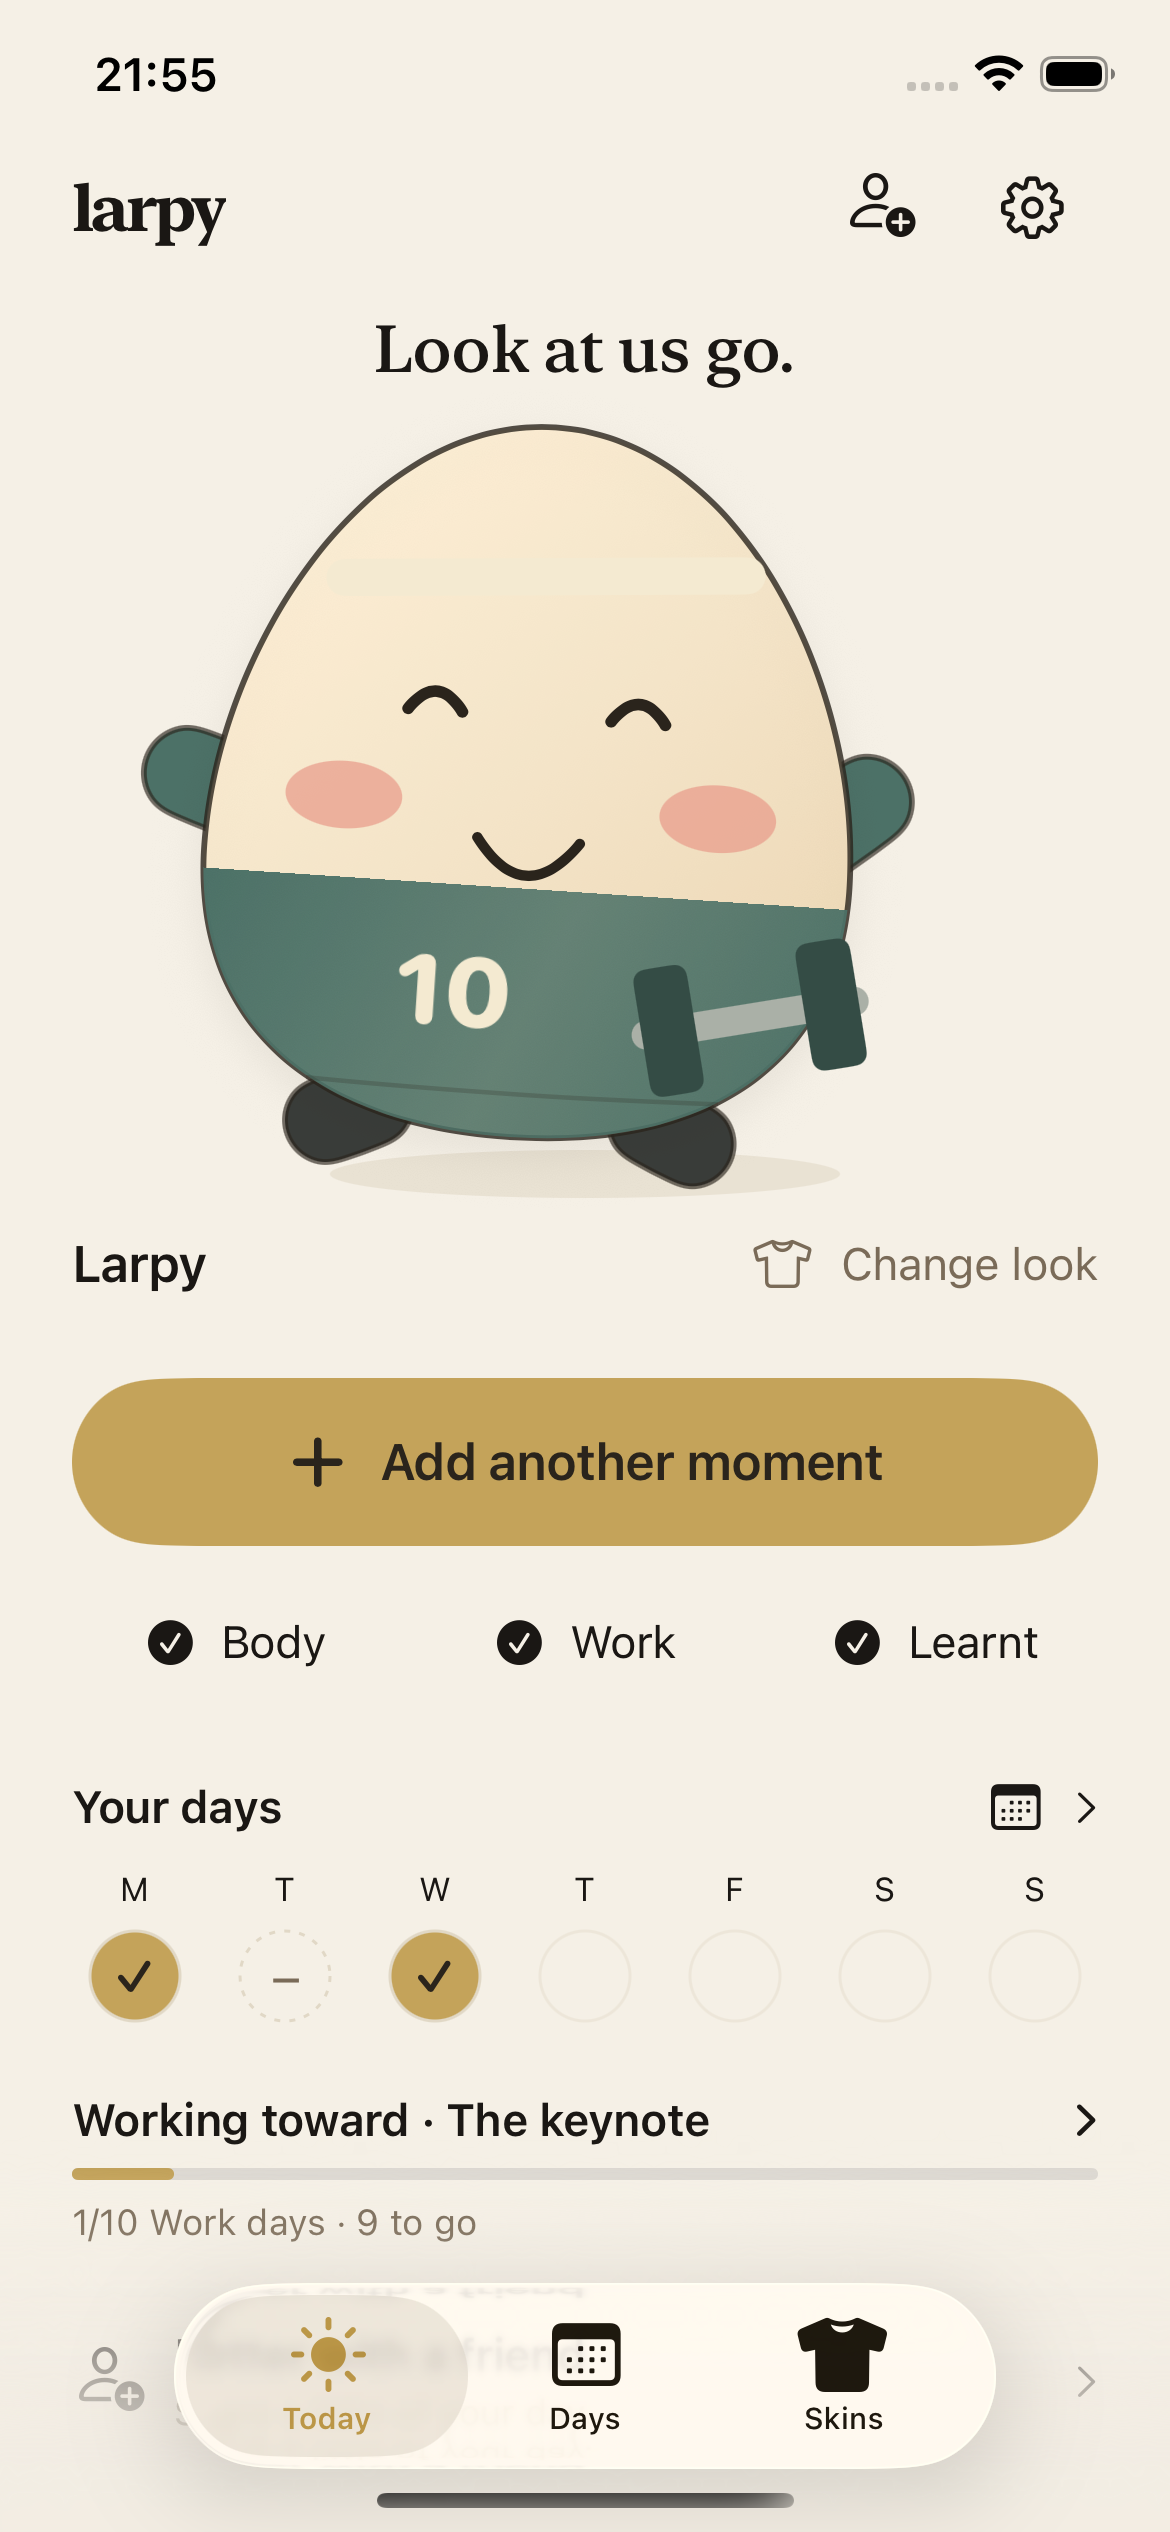 21:55
larpy
Look at us go.
10
Larpy
Change look
Add another moment
Body
Work
Learnt
Your days
M T W T F S S
Working toward · The keynote
1/10 Work days · 9 to go
a friend
Today
Days
Skins